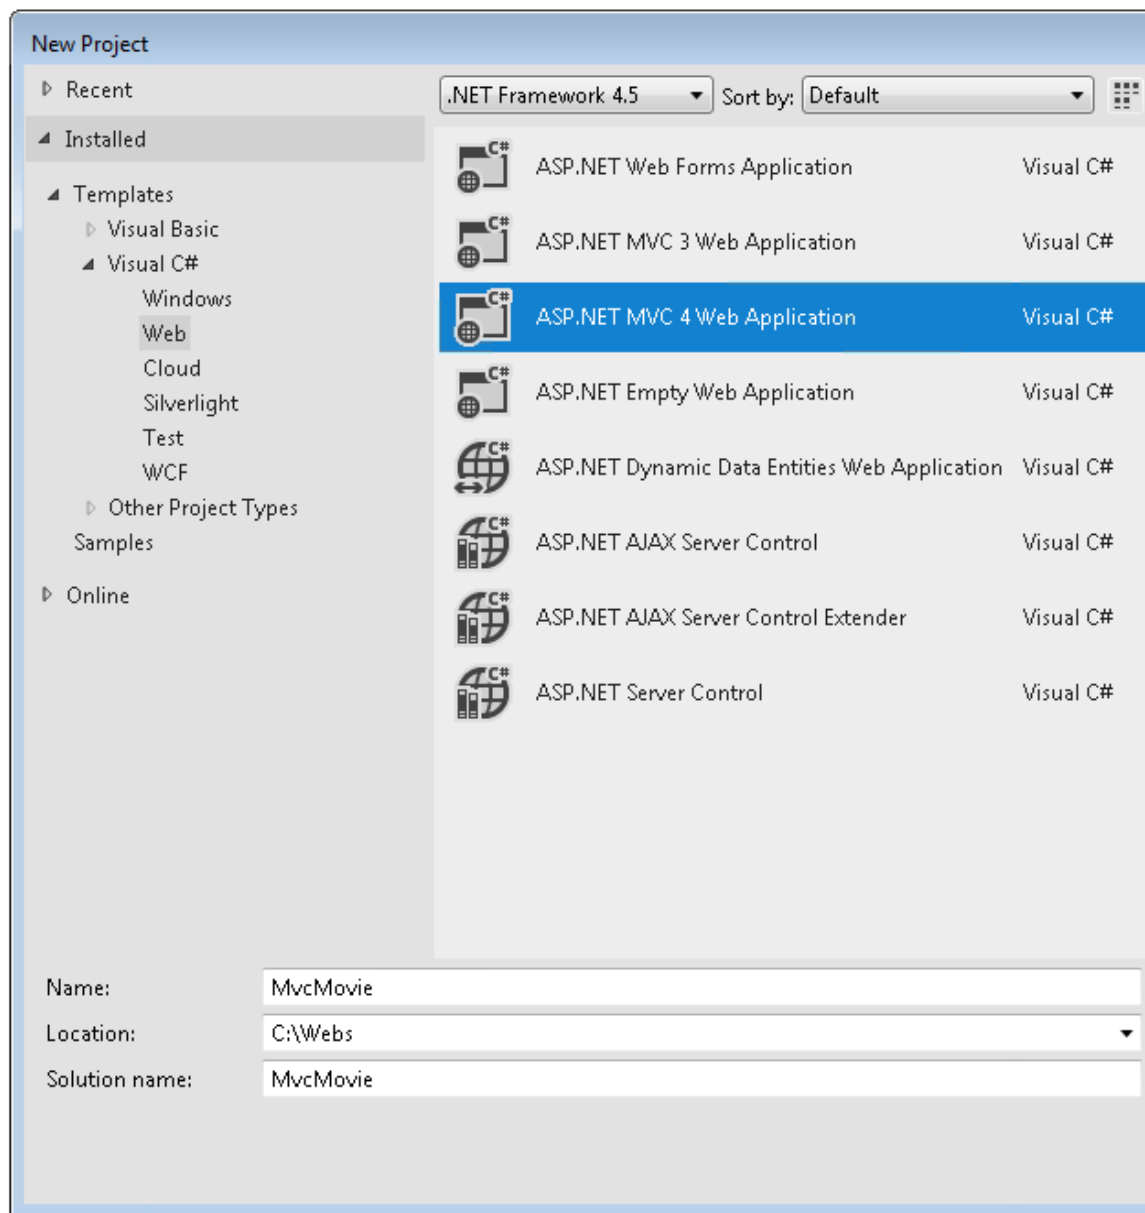 New Project
Recent
Installed
Templates
Visual Basic
Visual C#
Windows
Web
Cloud
Silverlight
Test
WCF
Other Project Types
Samples
Online
.NET Framework 4.5 Sort by: Default
C# ASP.NET Web Forms Application Visual C#
C# ASP.NET MVC 3 Web Application Visual C#
C# ASP.NET MVC 4 Web Application Visual C#
C# ASP.NET Empty Web Application Visual C#
C# ASP.NET Dynamic Data Entities Web Application Visual C#
C# ASP.NET AJAX Server Control Visual C#
C# ASP.NET AJAX Server Control Extender Visual C#
C# ASP.NET Server Control Visual C#
Name: MvcMovie
Location: C:\Webs
Solution name: MvcMovie